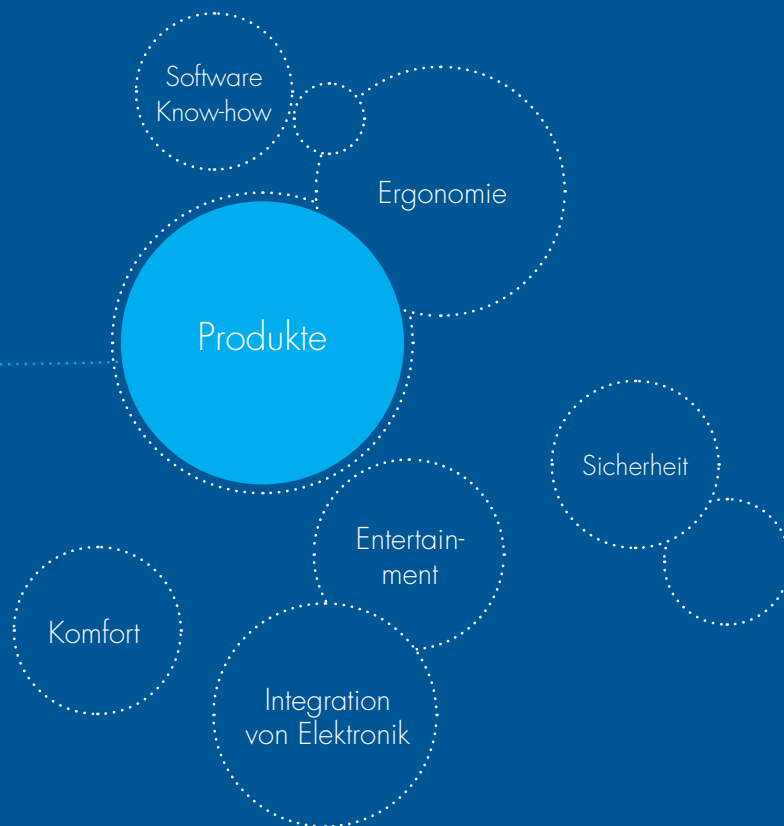 Software
Know-how
Ergonomie
Produkte
Sicherheit
Entertain-
ment
Komfort
Integration
von Elektronik